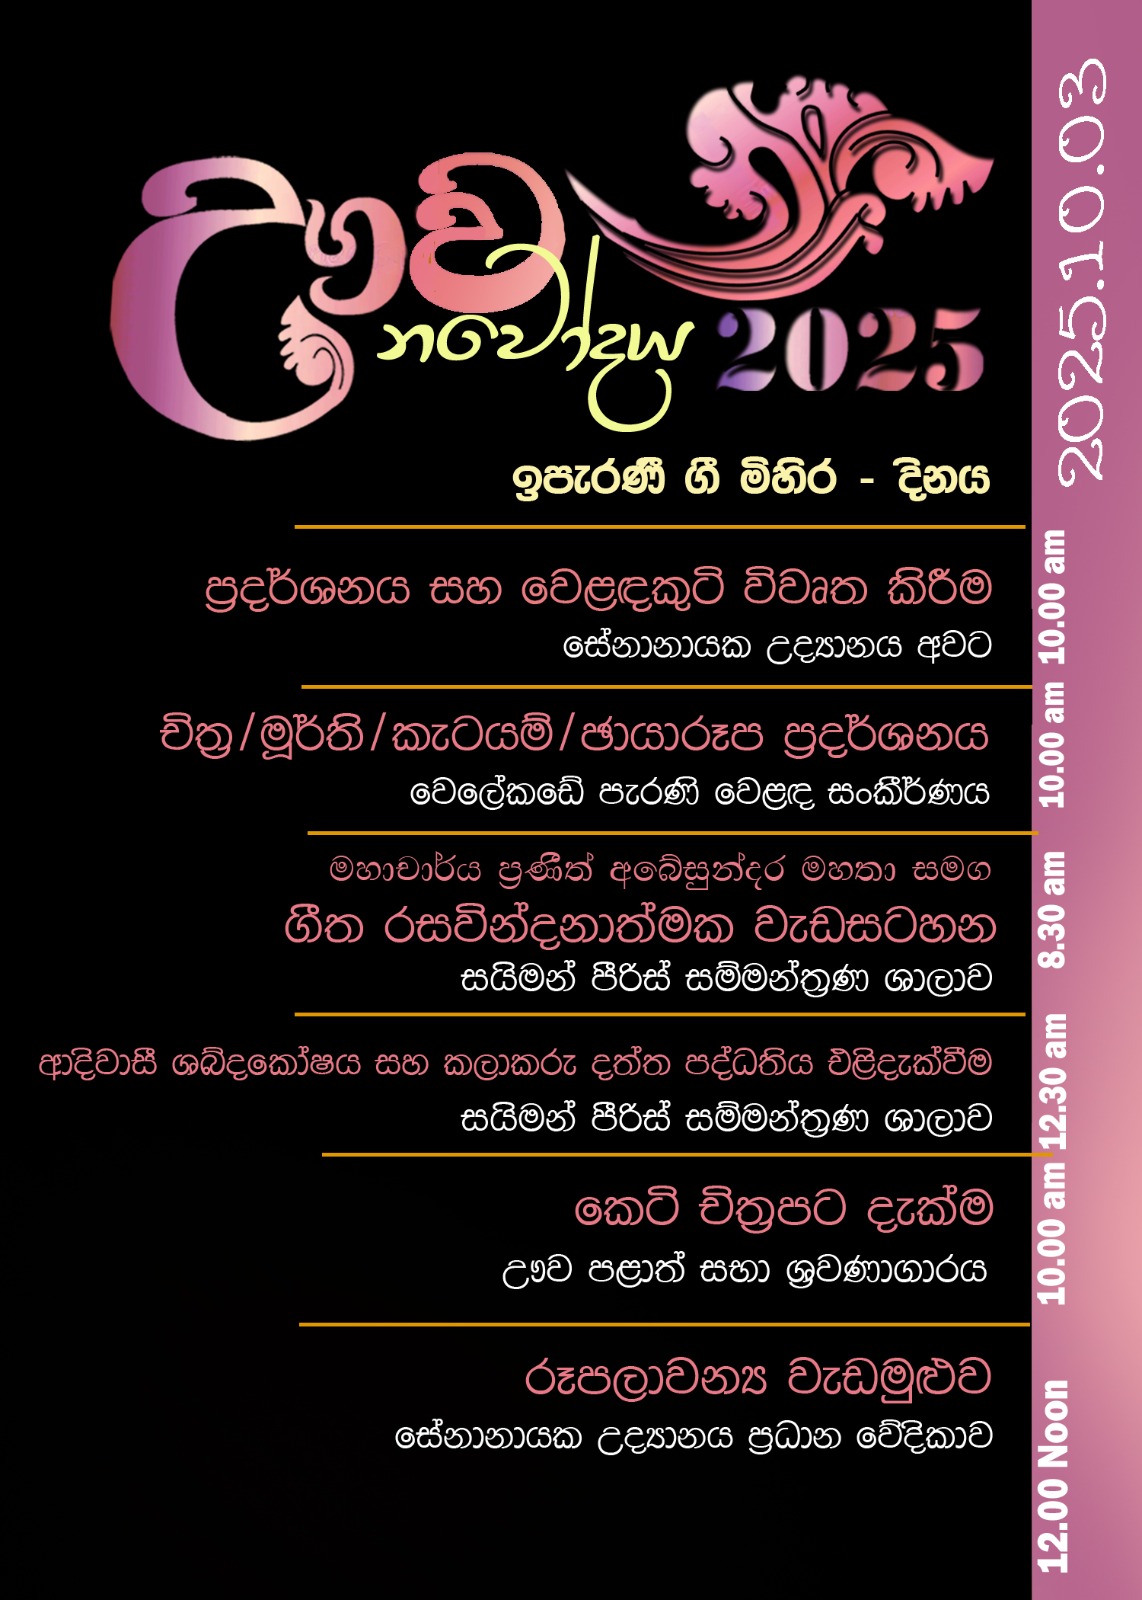 ඌව
නවෝදය 2025
2025.10.03
ඉපැරණි ගී මිහිර - දිනය
ප්‍රදර්ශනය සහ වෙළඳකුටි විවෘත කිරීම
සේනානායක උද්‍යානය අවට
10.00 am
චිත්‍ර/මූර්ති/කැටයම්/ඡායාරූප ප්‍රදර්ශනය
වෙලේකඩේ පැරණි වෙළඳ සංකීර්ණය
10.00 am
මහාචාර්ය ප්‍රණීත් අබේසුන්දර මහතා සමග
ගීත රසවින්දනාත්මක වැඩසටහන
සයිමන් පීරිස් සම්මන්ත්‍රණ ශාලාව
8.30 am
ආදිවාසී ශබ්දකෝෂය සහ කලාකරු දත්ත පද්ධතිය එළිදැක්වීම
සයිමන් පීරිස් සම්මන්ත්‍රණ ශාලාව
12.30 am
කෙටි චිත්‍රපට දැක්ම
ඌව පළාත් සභා ශ්‍රවණාගාරය
10.00 am
රූපලාවන්‍ය වැඩමුළුව
සේනානායක උද්‍යානය ප්‍රධාන වේදිකාව
12.00 Noon